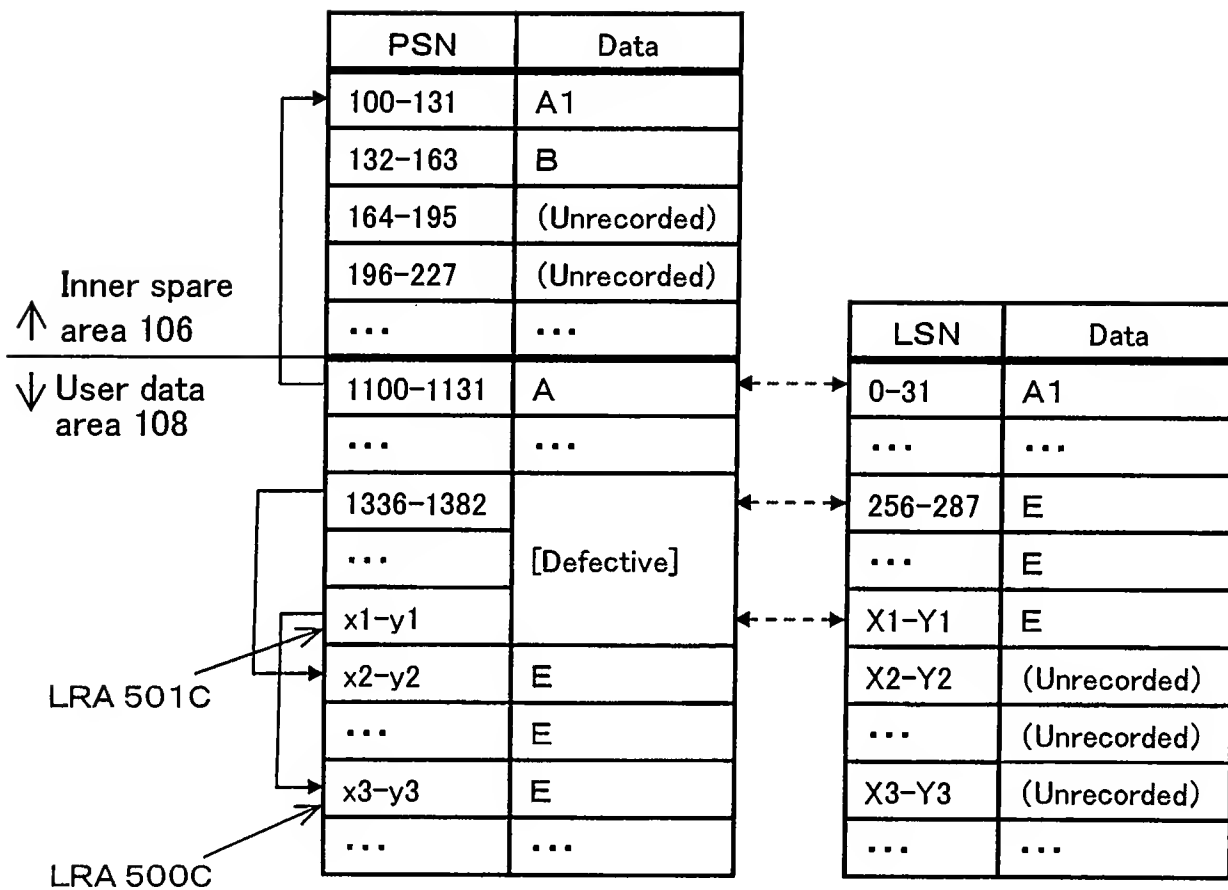 PSN Data
100-131 A1
132-163 B
164-195 (Unrecorded)
196-227 (Unrecorded)
... ...
↑ Inner spare
area 106
↓ User data
area 108
1100-1131 A
... ...
1336-1382 [Defective]
...
x1-y1
x2-y2 E
... E
x3-y3 E
... ...
LRA 501C
LRA 500C
LSN Data
0-31 A1
... ...
256-287 E
... E
X1-Y1 E
X2-Y2 (Unrecorded)
... (Unrecorded)
X3-Y3 (Unrecorded)
... ...